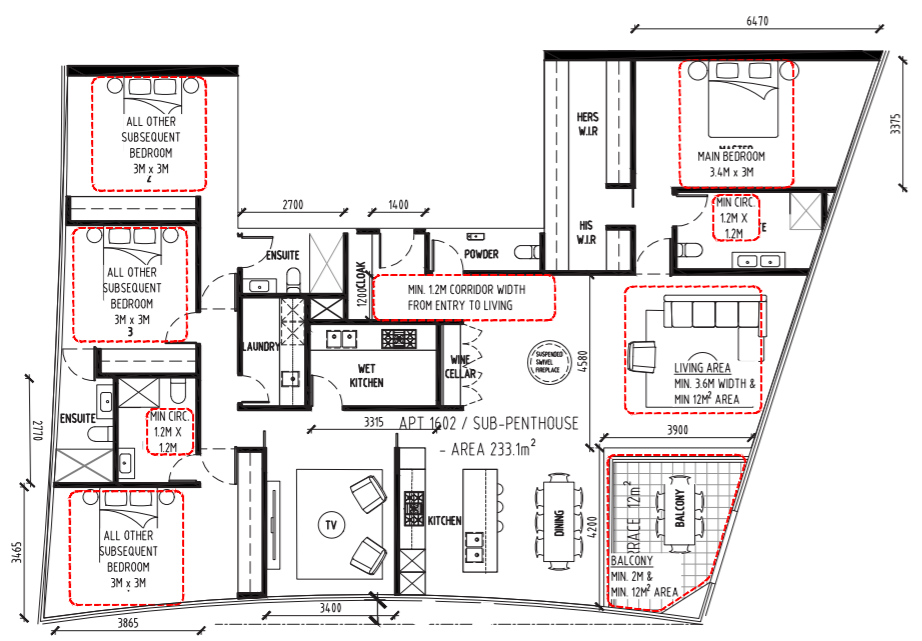 6470
3375
HERS
W.I.R
ALL OTHER
SUBSEQUENT
BEDROOM
3M x 3M
MAIN BEDROOM
3.4M x 3M
2700
1400
MIN CIRC.
1.2M X
1.2M
HIS
W.I.R
ENSUITE
CLOAK
POWDER
1200
MIN. 1.2M CORRIDOR WIDTH
FROM ENTRY TO LIVING
ALL OTHER
SUBSEQUENT
BEDROOM
3M x 3M
3
LAUNDRY
WET
KITCHEN
WINE
CELLAR
SUSPENDED
SWIVEL
FIREPLACE
4580
LIVING AREA
MIN. 3.6M WIDTH &
MIN 12M² AREA
2770
ENSUITE
MIN CIRC.
1.2M X
1.2M
3315
APT 1602 / SUB-PENTHOUSE
- AREA 233.1m²
3900
3465
ALL OTHER
SUBSEQUENT
BEDROOM
3M x 3M
TV
KITCHEN
DINING
4200
12m²
BALCONY
BALCONY
MIN. 2M &
MIN. 12M² AREA
3865
3400